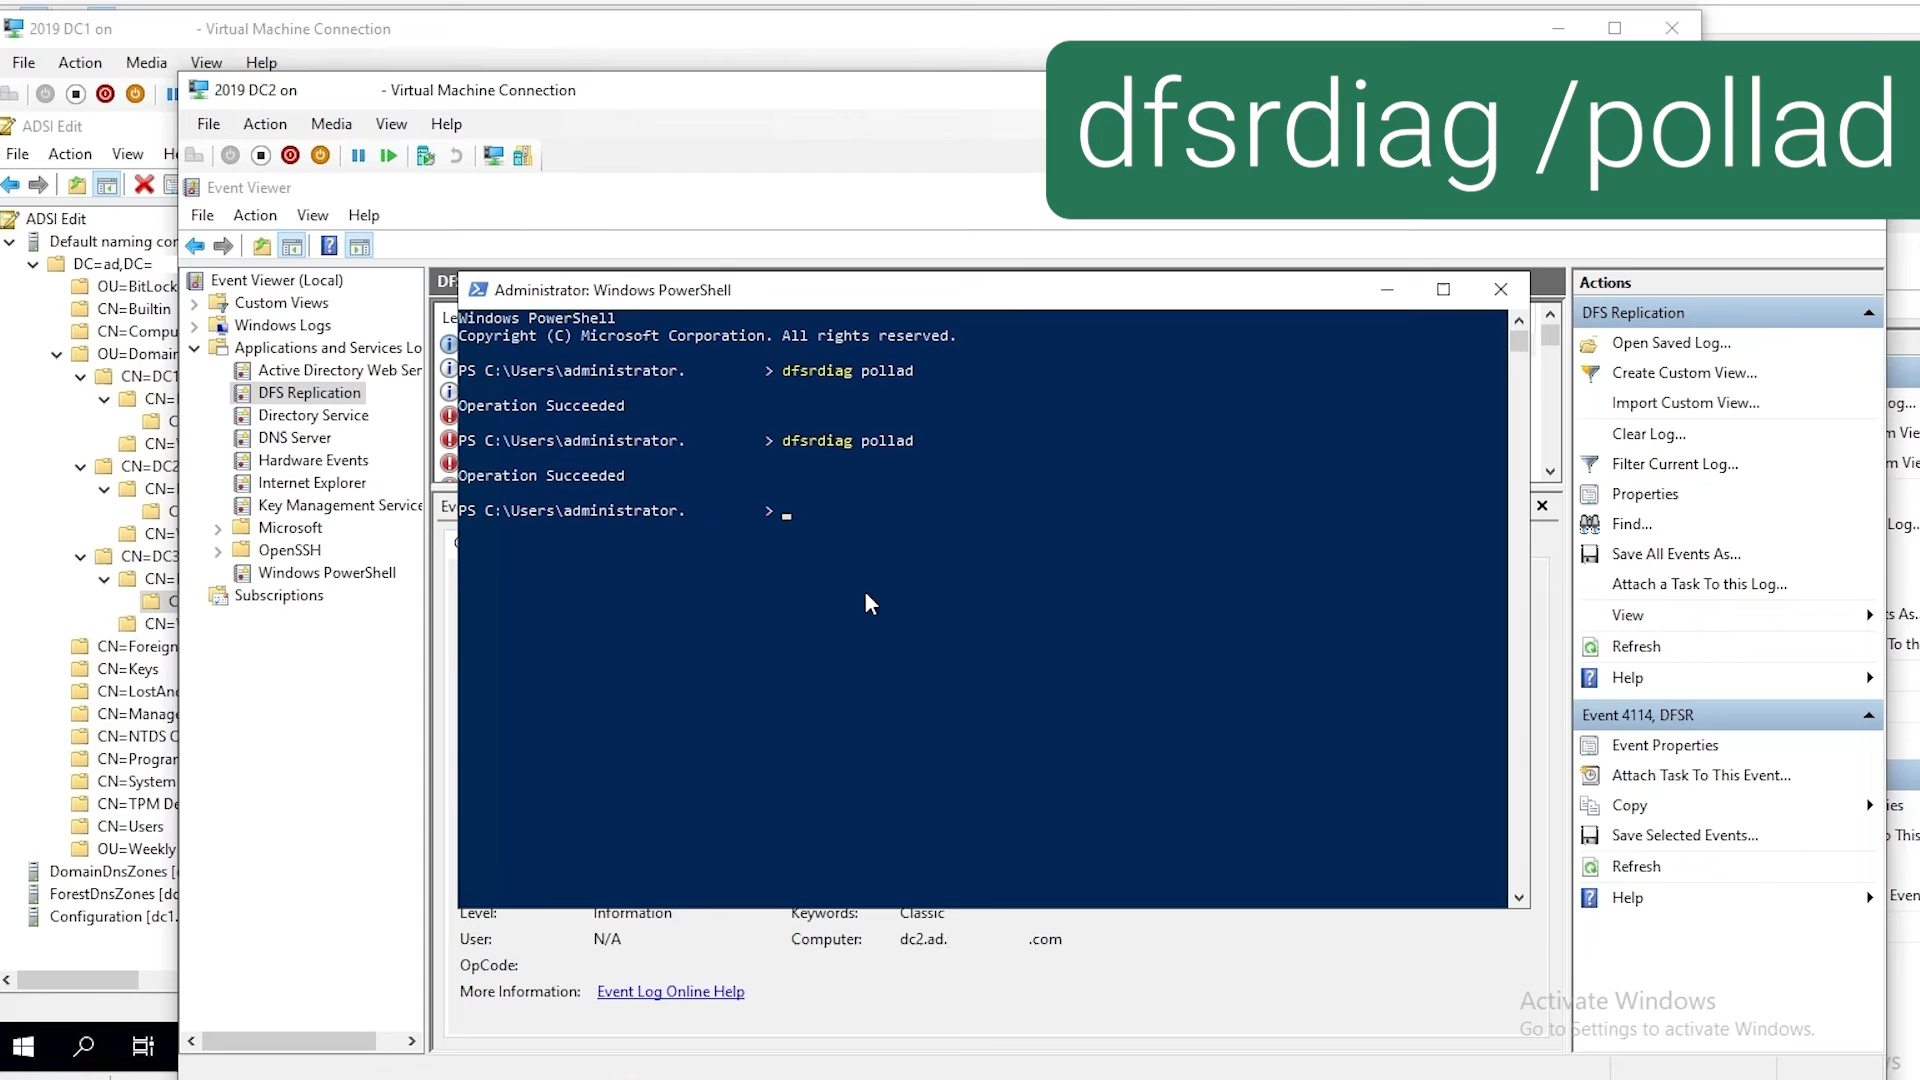 2019 DC1 on - Virtual Machine Connection
File Action Media View Help
ADSI Edit
File Action View
ADSI Edit
Default naming
DC=ad,DC=
OU=BitLock
CN=Builtin
CN=Compu
OU=Domain
CN=DC1
CN=
CN=
CN=DC2
CN=
CN=
CN=DC3
CN=
CN=
CN=Foreign
CN=Keys
CN=LostAnd
CN=Manage
CN=NTDS
CN=Program
CN=System
CN=TPM De
CN=Users
OU=Weekly
DomainDnsZones
ForestDnsZones
Configuration [dc1.
2019 DC2 on - Virtual Machine Connection
File Action Media View Help
dfsrdiag /pollad
Event Viewer
File Action View Help
Event Viewer (Local)
Custom Views
Windows Logs
Applications and Services Lo
Active Directory Web Ser
DFS Replication
Directory Service
DNS Server
Hardware Events
Internet Explorer
Key Management Service
Microsoft
OpenSSH
Windows PowerShell
Subscriptions
Administrator: Windows PowerShell
Windows PowerShell
Copyright (C) Microsoft Corporation. All rights reserved.
PS C:\Users\administrator. > dfsrdiag pollad
Operation Succeeded
PS C:\Users\administrator. > dfsrdiag pollad
Operation Succeeded
PS C:\Users\administrator. >
Level: Information Keywords: Classic
User: N/A Computer: dc2.ad. .com
OpCode:
More Information: Event Log Online Help
Actions
DFS Replication
Open Saved Log...
Create Custom View...
Import Custom View...
Clear Log...
Filter Current Log...
Properties
Find...
Save All Events As...
Attach a Task To this Log...
View
Refresh
Help
Event 4114, DFSR
Event Properties
Attach Task To This Event...
Copy
Save Selected Events...
Refresh
Help
Activate Windows
Go to Settings to activate Windows.